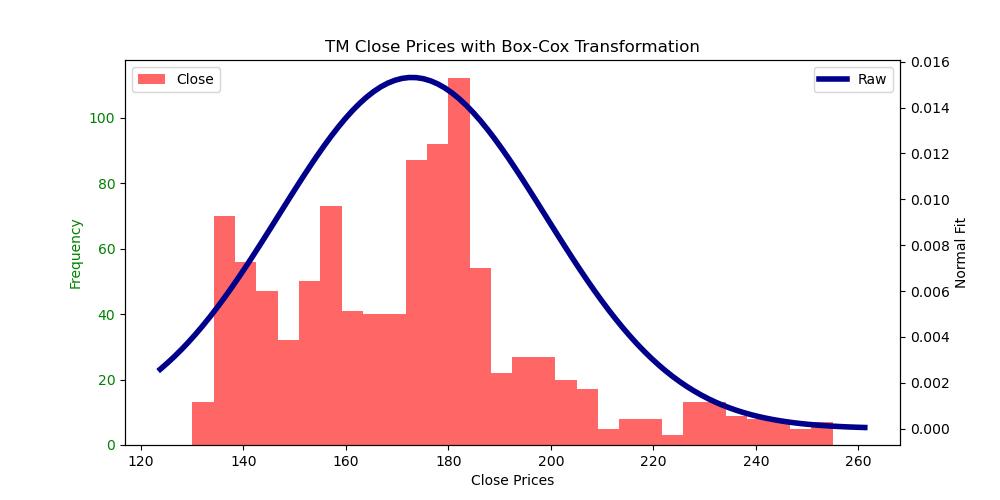 TM Close Prices with Box-Cox Transformation
Close
Raw
Frequency
100
80
60
40
20
0
0.016
0.014
0.012
0.010
0.008
0.006
0.004
0.002
0.000
Normal Fit
120 140 160 180 200 220 240 260
Close Prices